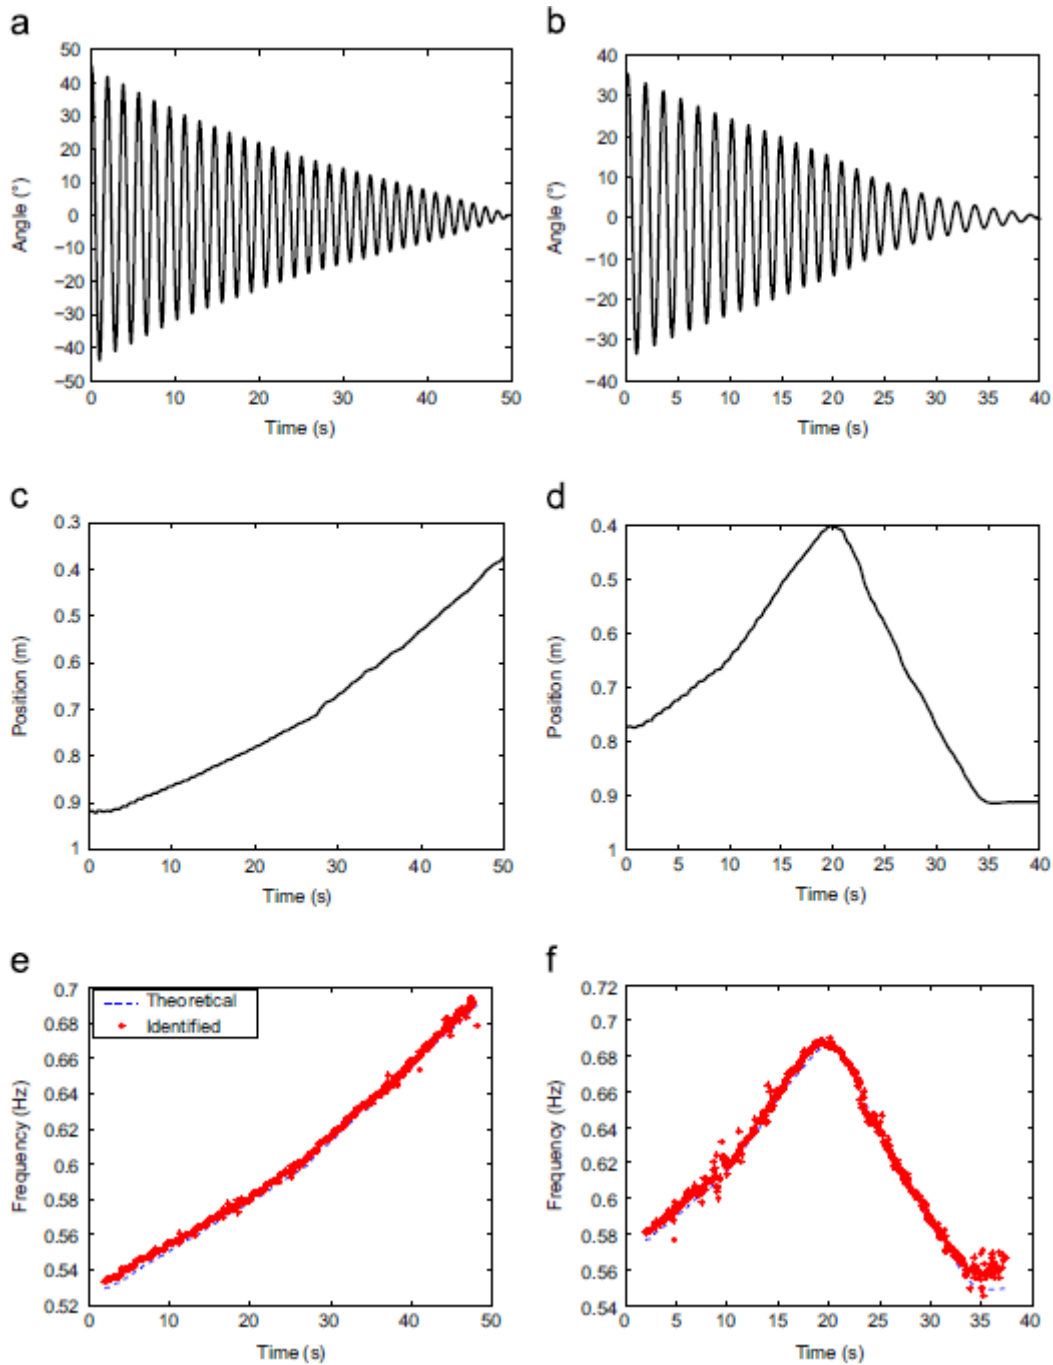 a
50
40
30
20
10
0
−10
−20
−30
−40
−50
Angle (°)
0 10 20 30 40 50
Time (s)
b
40
30
20
10
0
−10
−20
−30
−40
Angle (°)
0 5 10 15 20 25 30 35 40
Time (s)
c
0.3
0.4
0.5
0.6
0.7
0.8
0.9
1
Position (m)
0 10 20 30 40 50
Time (s)
d
0.4
0.5
0.6
0.7
0.8
0.9
1
Position (m)
0 5 10 15 20 25 30 35 40
Time (s)
e
0.7
0.68
0.66
0.64
0.62
0.6
0.58
0.56
0.54
0.52
Frequency (Hz)
Theoretical
Identified
0 10 20 30 40 50
Time (s)
f
0.72
0.7
0.68
0.66
0.64
0.62
0.6
0.58
0.56
0.54
Frequency (Hz)
0 5 10 15 20 25 30 35 40
Time (s)